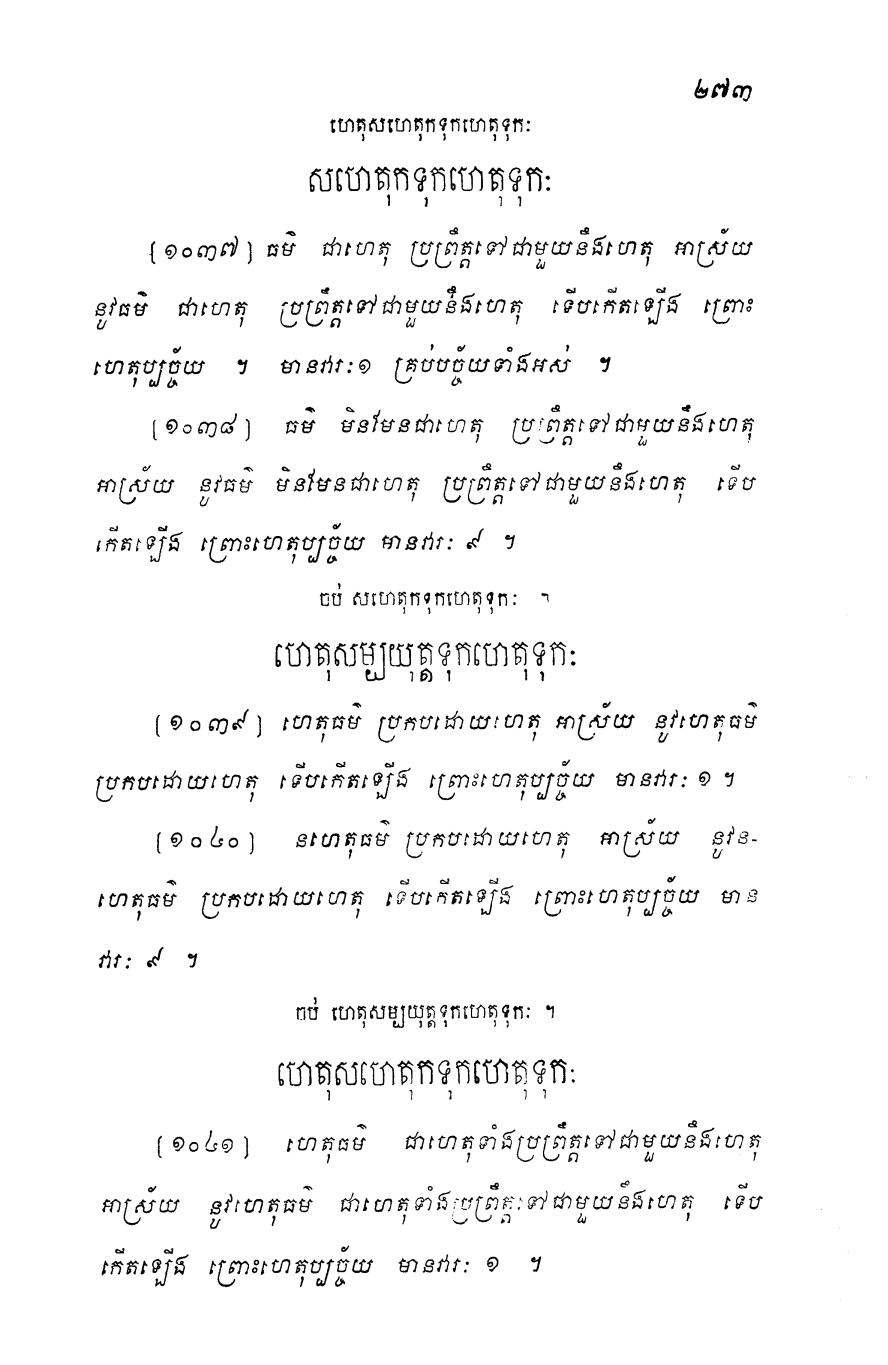 ២៧៣
ហេតុសហេតុកទុកហេតុទុកៈ
សហេតុកទុកហេតុទុកៈ
[១០៣៧] ធម៌ ជាហេតុ ប្រព្រឹត្តទៅជាមួយនឹងហេតុ អាស្រ័យ
នូវធម៌ ជាហេតុ ប្រព្រឹត្តទៅជាមួយនឹងហេតុ ទើបកើតឡើង ព្រោះ
ហេតុប្បច្ច័យ ។ មានវារៈ១ គ្រប់បច្ច័យទាំងអស់ ។
[១០៣៨] ធម៌ មិនមែនជាហេតុ ប្រព្រឹត្តទៅជាមួយនឹងហេតុ
អាស្រ័យ នូវធម៌ មិនមែនជាហេតុ ប្រព្រឹត្តទៅជាមួយនឹងហេតុ ទើប
កើតឡើង ព្រោះហេតុប្បច្ច័យ មានវារៈ ៩ ។
ចប់ សហេតុកទុកហេតុទុកៈ ។
ហេតុសម្បយុត្តទុកហេតុទុកៈ
[១០៣៩] ហេតុធម៌ ប្រកបដោយហេតុ អាស្រ័យ នូវហេតុធម៌
ប្រកបដោយហេតុ ទើបកើតឡើង ព្រោះហេតុប្បច្ច័យ មានវារៈ ១ ។
[១០៤០] នហេតុធម៌ ប្រកបដោយហេតុ អាស្រ័យ នូវន-
ហេតុធម៌ ប្រកបដោយហេតុ ទើបកើតឡើង ព្រោះហេតុប្បច្ច័យ មាន
វារៈ ៩ ។
ចប់ ហេតុសម្បយុត្តទុកហេតុទុកៈ ។
ហេតុសហេតុកទុកហេតុទុកៈ
[១០៤១] ហេតុធម៌ ជាហេតុទាំងប្រព្រឹត្តទៅជាមួយនឹងហេតុ
អាស្រ័យ នូវហេតុធម៌ ជាហេតុទាំងប្រព្រឹត្តទៅជាមួយនឹងហេតុ ទើប
កើតឡើង ព្រោះហេតុប្បច្ច័យ មានវារៈ ១ ។